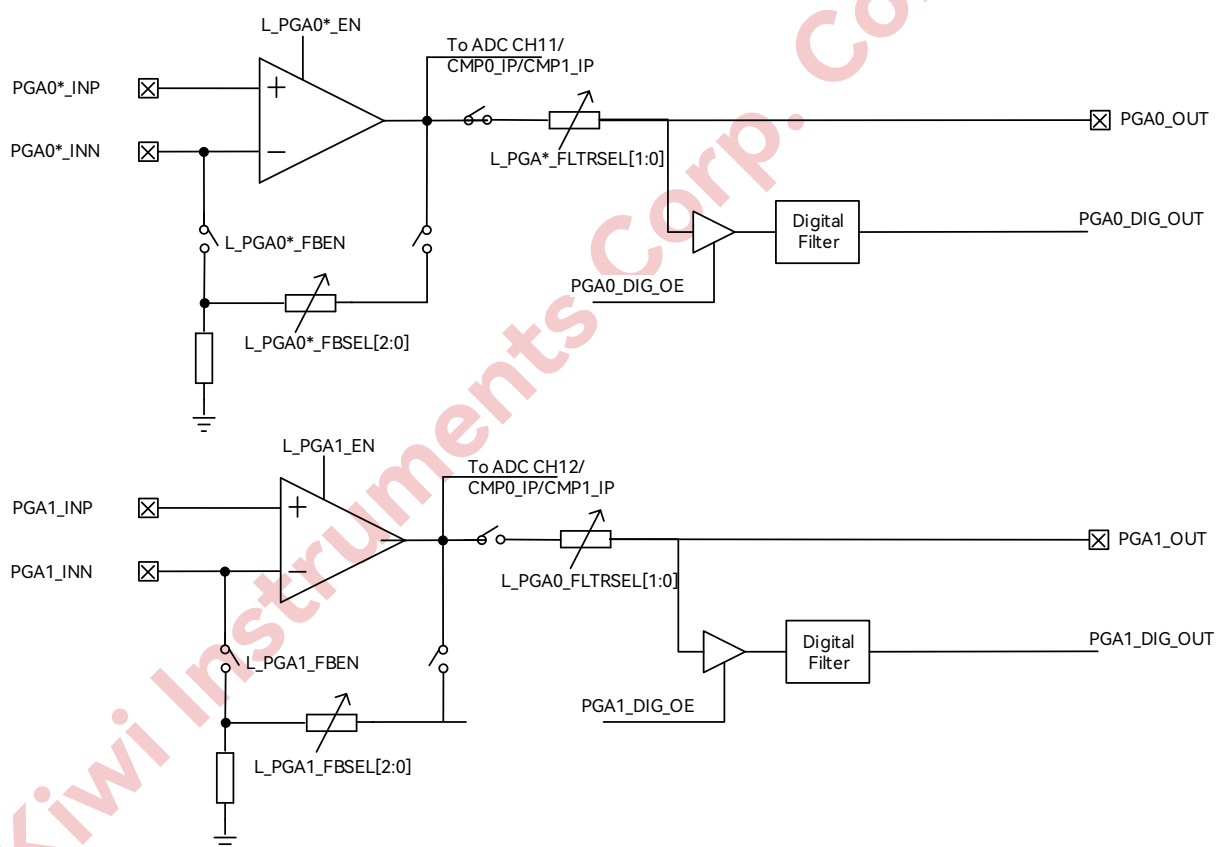 L_PGA0*_EN
To ADC CH11/
CMP0_IP/CMP1_IP
PGA0*_INP
+
PGA0_OUT
PGA0*_INN
−
L_PGA*_FLTRSEL[1:0]
L_PGA0*_FBEN
Digital
Filter
PGA0_DIG_OUT
PGA0_DIG_OE
L_PGA0*_FBSEL[2:0]
L_PGA1_EN
To ADC CH12/
CMP0_IP/CMP1_IP
PGA1_INP
+
PGA1_OUT
PGA1_INN
−
L_PGA0_FLTRSEL[1:0]
L_PGA1_FBEN
Digital
Filter
PGA1_DIG_OUT
PGA1_DIG_OE
L_PGA1_FBSEL[2:0]
Kiwi Instruments Corp. Co